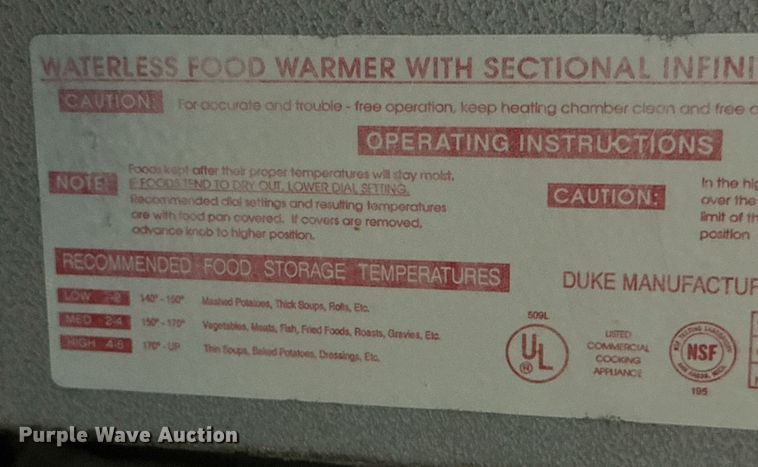 WATERLESS FOOD WARMER WITH SECTIONAL INFINI
CAUTION: For accurate and trouble - free operation, keep heating chamber clean and free o
OPERATING INSTRUCTIONS
NOTE: Foods kept after their proper temperatures will stay moist.
IF FOODS TEND TO DRY OUT, LOWER DIAL SETTING.
Recommended dial settings and resulting temperatures
are with food pan covered. If covers are removed,
advance knob to higher position.
CAUTION: In the hig
over the
limit of th
position
RECOMMENDED FOOD STORAGE TEMPERATURES
LOW -2 140° - 150° Mashed Potatoes, Thick Soups, Rolls, Etc.
MED 2-4 150° - 170° Vegetables, Meats, Fish, Fried Foods, Roasts, Gravies, Etc.
HIGH 4-6 170° - UP Thin Soups, Baked Potatoes, Dressings, Etc.
DUKE MANUFACTUR
509L
UL
LISTED
COMMERCIAL
COOKING
APPLIANCE
NSF
195
Purple Wave Auction